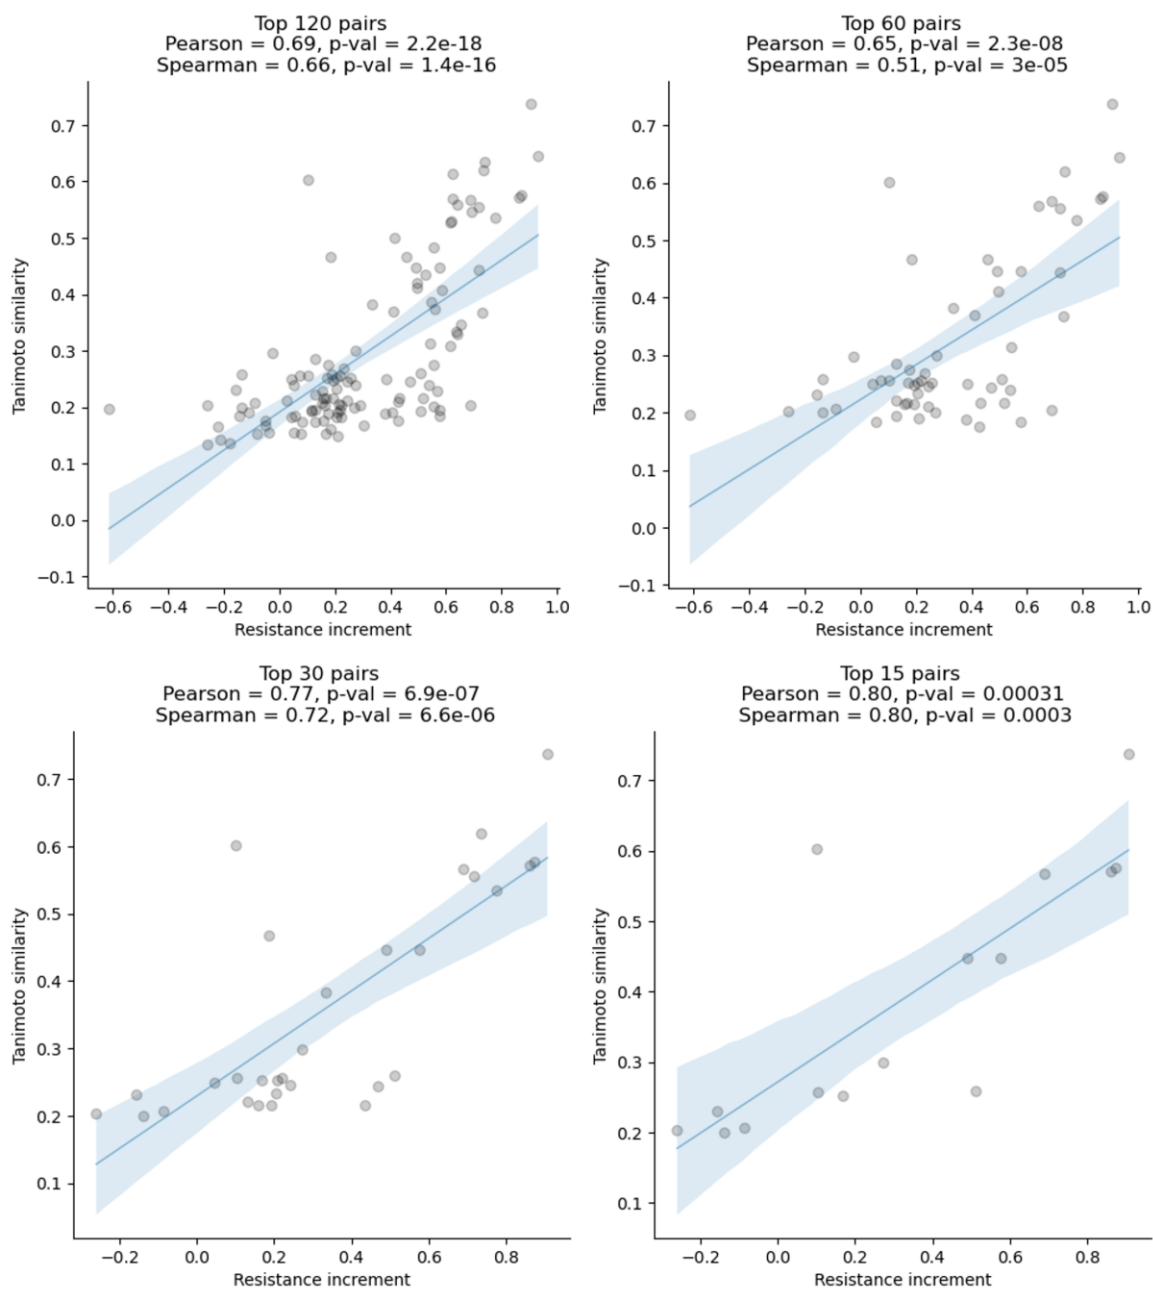 Top 120 pairs
Pearson = 0.69, p-val = 2.2e-18
Spearman = 0.66, p-val = 1.4e-16
0.7
0.6
0.5
0.4
0.3
0.2
0.1
0.0
−0.1
Tanimoto similarity
−0.6 −0.4 −0.2 0.0 0.2 0.4 0.6 0.8 1.0
Resistance increment
Top 60 pairs
Pearson = 0.65, p-val = 2.3e-08
Spearman = 0.51, p-val = 3e-05
0.7
0.6
0.5
0.4
0.3
0.2
0.1
0.0
−0.1
Tanimoto similarity
−0.6 −0.4 −0.2 0.0 0.2 0.4 0.6 0.8 1.0
Resistance increment
Top 30 pairs
Pearson = 0.77, p-val = 6.9e-07
Spearman = 0.72, p-val = 6.6e-06
0.7
0.6
0.5
0.4
0.3
0.2
0.1
Tanimoto similarity
−0.2 0.0 0.2 0.4 0.6 0.8
Resistance increment
Top 15 pairs
Pearson = 0.80, p-val = 0.00031
Spearman = 0.80, p-val = 0.0003
0.7
0.6
0.5
0.4
0.3
0.2
0.1
Tanimoto similarity
−0.2 0.0 0.2 0.4 0.6 0.8
Resistance increment